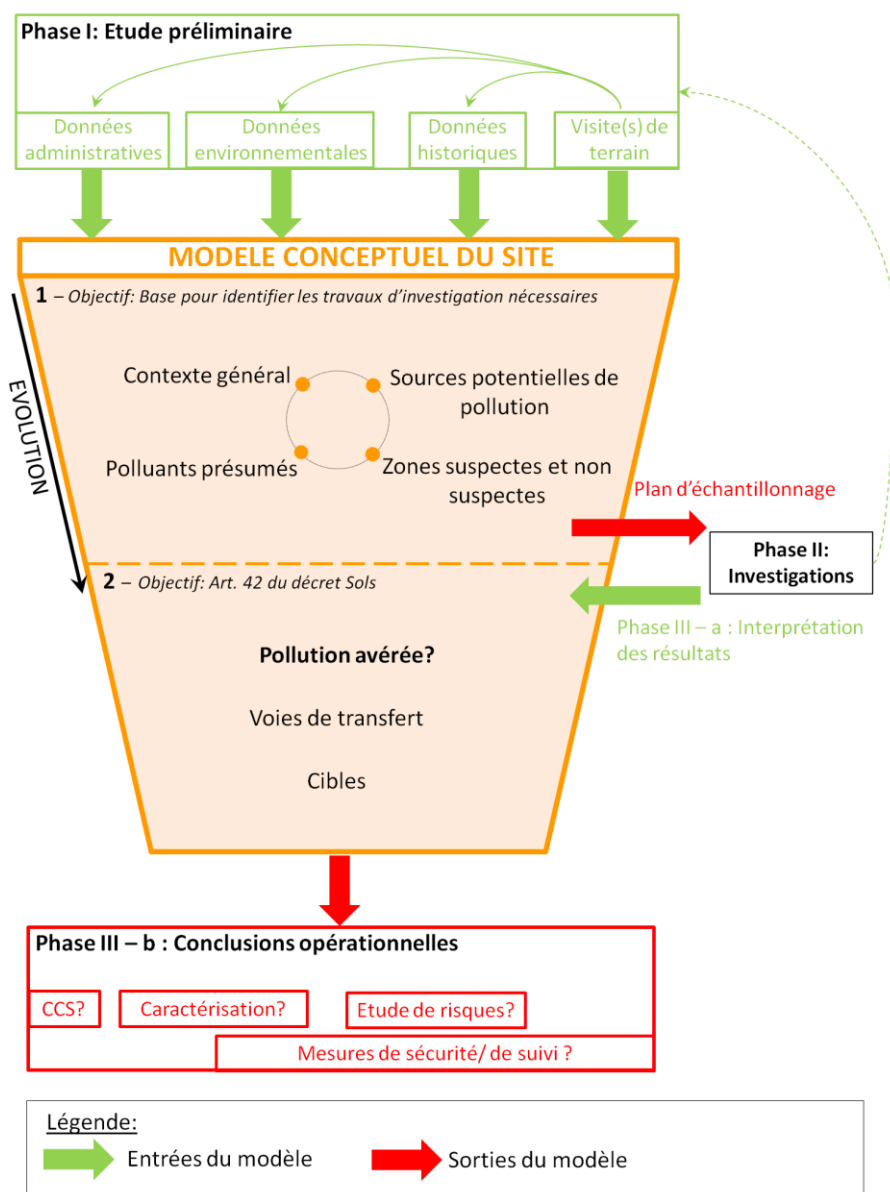 Phase I: Etude préliminaire
Données
administratives
Données
environnementales
Données
historiques
Visite(s) de
terrain
MODELE CONCEPTUEL DU SITE
1 – Objectif: Base pour identifier les travaux d’investigation nécessaires
EVOLUTION
Contexte général
Sources potentielles de
pollution
Polluants présumés
Zones suspectes et non
suspectes
Plan d’échantillonnage
Phase II:
Investigations
2 – Objectif: Art. 42 du décret Sols
Phase III – a : Interprétation
des résultats
Pollution avérée?
Voies de transfert
Cibles
Phase III – b : Conclusions opérationnelles
CCS?
Caractérisation?
Etude de risques?
Mesures de sécurité/ de suivi ?
Légende:
Entrées du modèle
Sorties du modèle